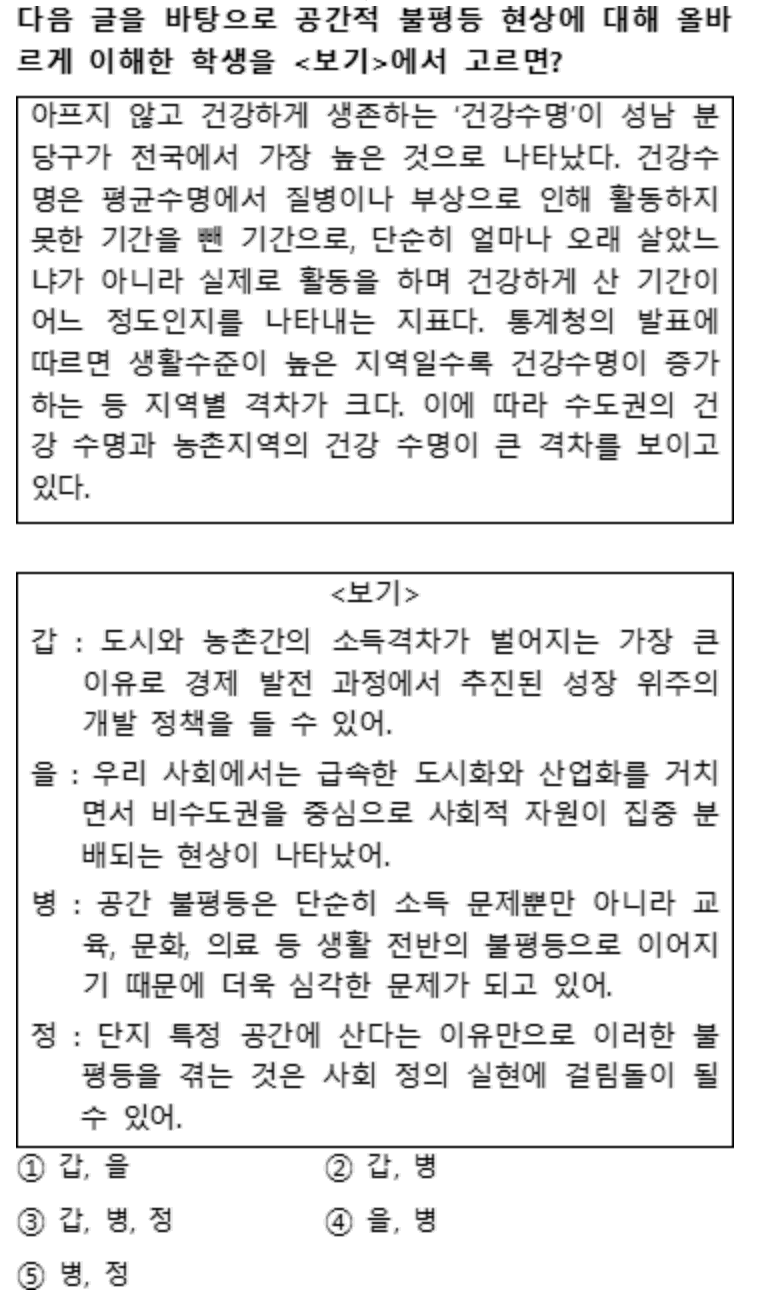 다음 글을 바탕으로 공간적 불평등 현상에 대해 올바
르게 이해한 학생을 <보기>에서 고르면?
아프지 않고 건강하게 생존하는 '건강수명'이 성남 분
당구가 전국에서 가장 높은 것으로 나타났다. 건강수
명은 평균수명에서 질병이나 부상으로 인해 활동하지
못한 기간을 뺀 기간으로, 단순히 얼마나 오래 살았느
냐가 아니라 실제로 활동을 하며 건강하게 산 기간이
어느 정도인지를 나타내는 지표다. 통계청의 발표에
따르면 생활수준이 높은 지역일수록 건강수명이 증가
하는 등 지역별 격차가 크다. 이에 따라 수도권의 건
강 수명과 농촌지역의 건강 수명이 큰 격차를 보이고
있다.
<보기>
갑 : 도시와 농촌간의 소득격차가 벌어지는 가장 큰
이유로 경제 발전 과정에서 추진된 성장 위주의
개발 정책을 들 수 있어.
을 : 우리 사회에서는 급속한 도시화와 산업화를 거치
면서 비수도권을 중심으로 사회적 자원이 집중 분
배되는 현상이 나타났어.
병 : 공간 불평등은 단순히 소득 문제뿐만 아니라 교
육, 문화, 의료 등 생활 전반의 불평등으로 이어지
기 때문에 더욱 심각한 문제가 되고 있어.
정 : 단지 특정 공간에 산다는 이유만으로 이러한 불
평등을 겪는 것은 사회 정의 실현에 걸림돌이 될
수 있어.
① 갑, 을 ② 갑, 병
③ 갑, 병, 정 ④ 을, 병
⑤ 병, 정